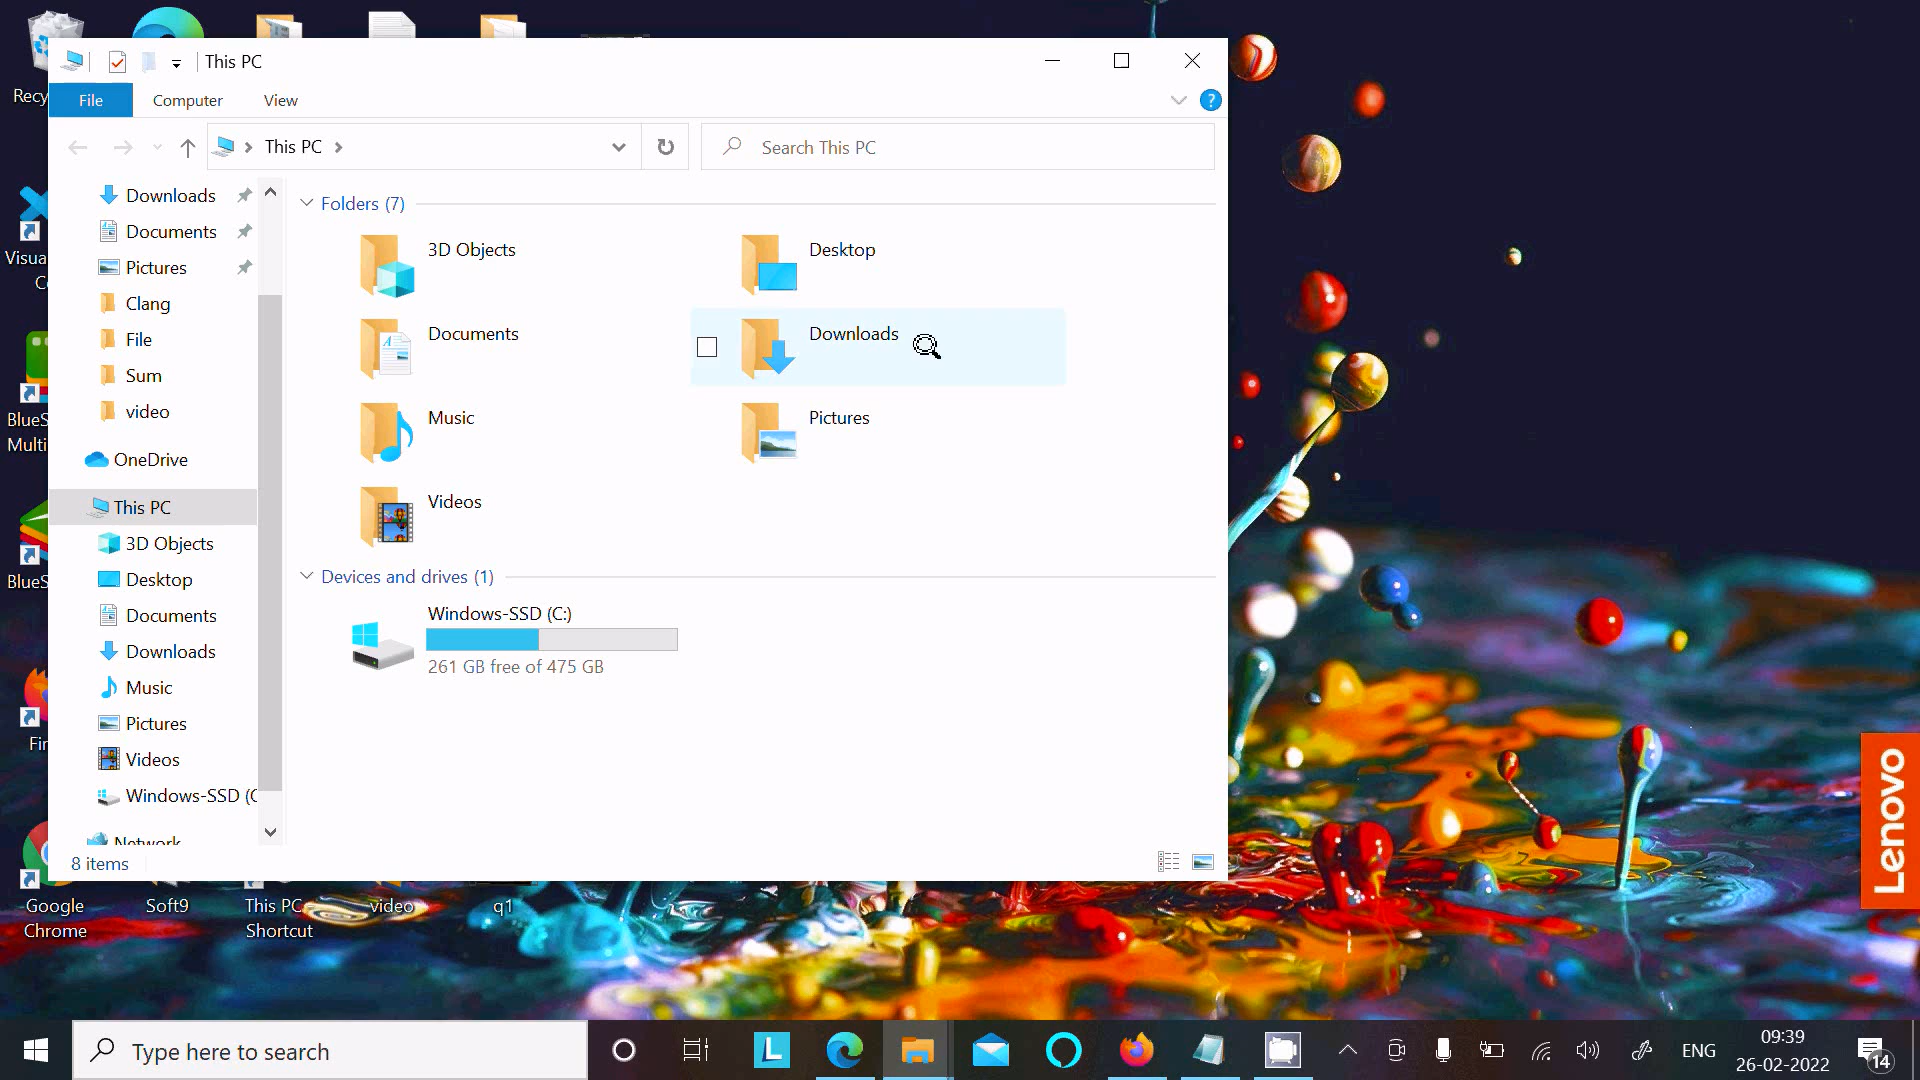 This PC
File
Computer
View
?
This PC
Search This PC
Downloads
Documents
Pictures
Clang
File
Sum
video
OneDrive
This PC
3D Objects
Desktop
Documents
Downloads
Music
Pictures
Videos
Windows-SSD (C
Network
Folders (7)
3D Objects
Desktop
Documents
Downloads
Music
Pictures
Videos
Devices and drives (1)
Windows-SSD (C:)
261 GB free of 475 GB
8 items
Recy
Visua
Co
BlueS
Multi
BlueS
Fir
Google
Chrome
Soft9
This PC -
Shortcut
video
q1
Lenovo
Type here to search
L
ENG
09:39
26-02-2022
14